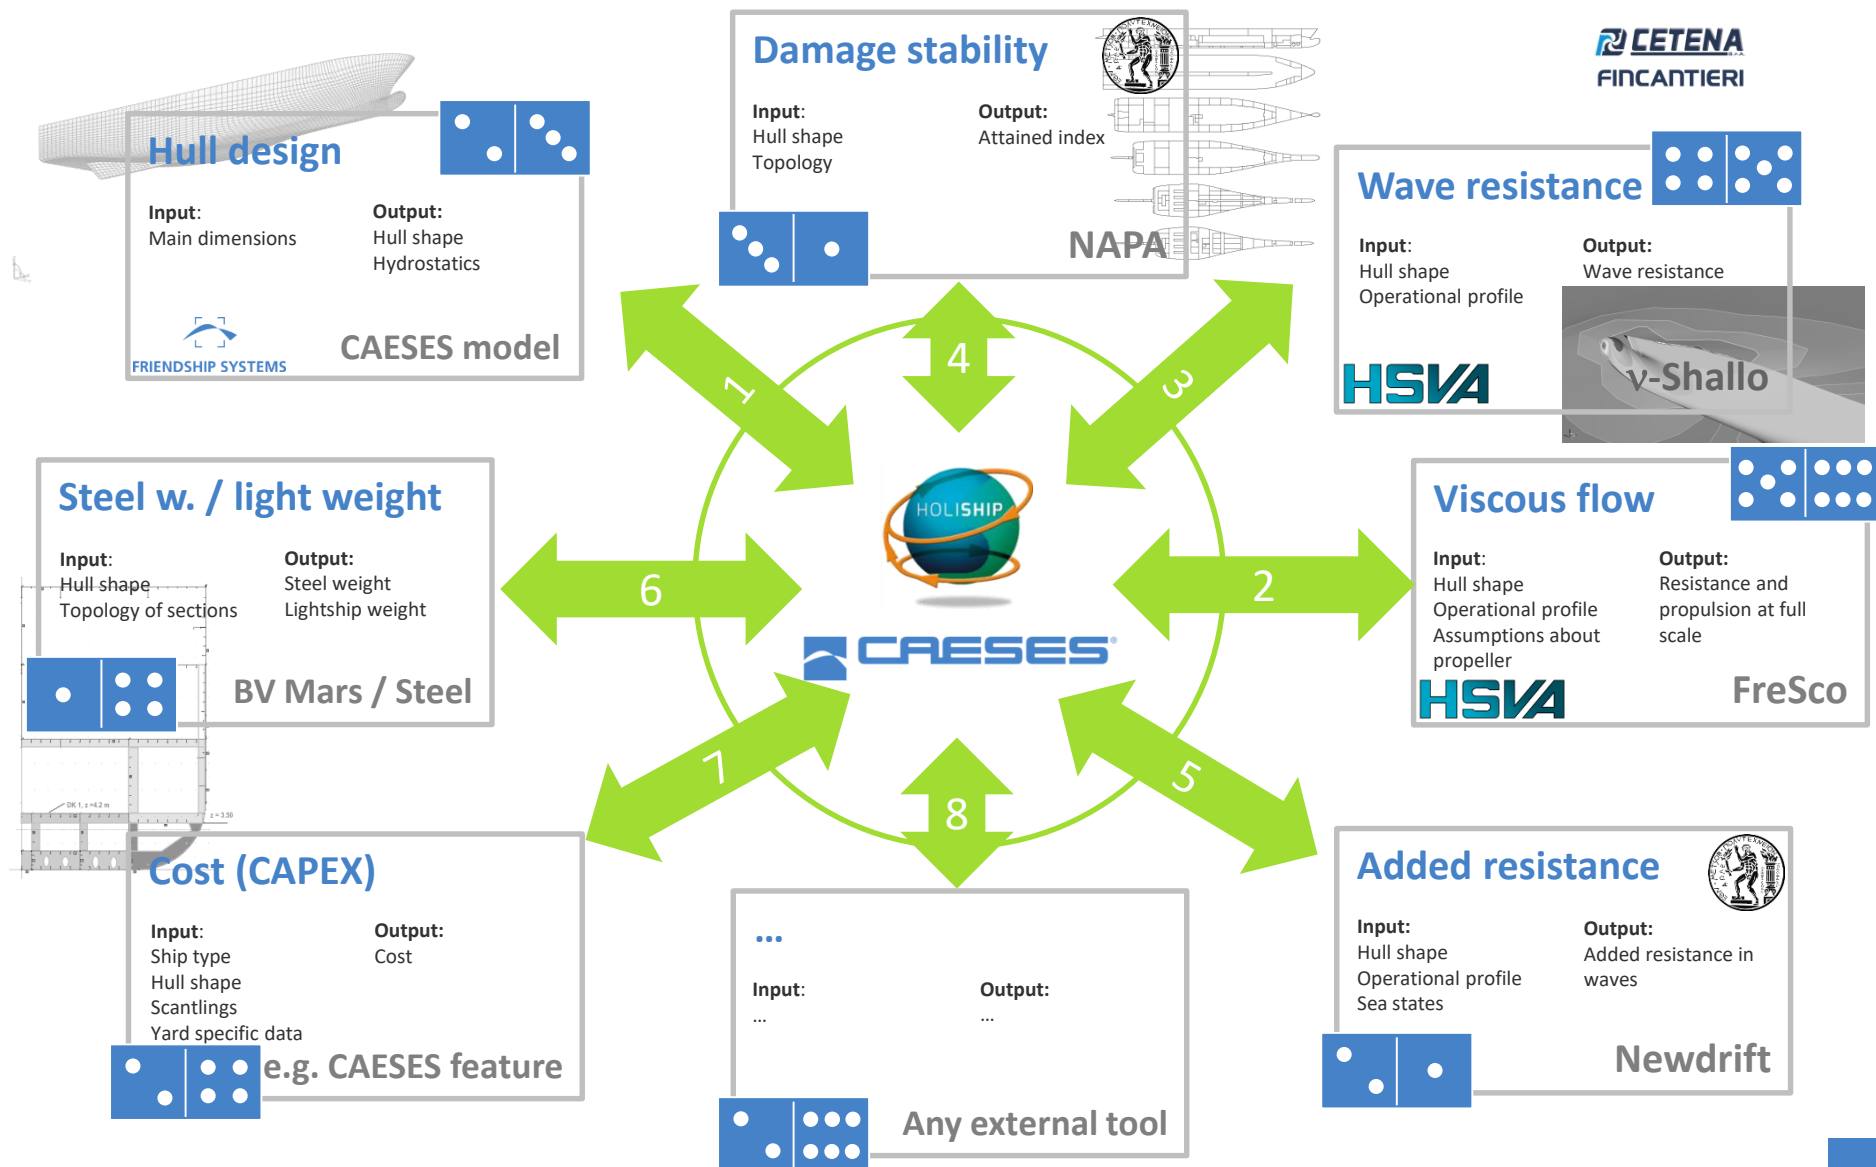 CETENA
FINCANTIERI
Damage stability
Input:
Hull shape
Topology
Output:
Attained index
NAPA
Hull design
Input:
Main dimensions
Output:
Hull shape
Hydrostatics
FRIENDSHIP SYSTEMS
CAESES model
Wave resistance
Input:
Hull shape
Operational profile
Output:
Wave resistance
HSVA
ν-Shallo
1
4
3
Steel w. / light weight
Input:
Hull shape
Topology of sections
Output:
Steel weight
Lightship weight
BV Mars / Steel
6
HOLISHIP
CAESES®
2
Viscous flow
Input:
Hull shape
Operational profile
Assumptions about
propeller
Output:
Resistance and
propulsion at full
scale
HSVA
FreSco
7
8
5
DK 1, z =4.2 m
z = 3.50
Cost (CAPEX)
Input:
Ship type
Hull shape
Scantlings
Yard specific data
Output:
Cost
e.g. CAESES feature
...
Input:
...
Output:
...
Any external tool
Added resistance
Input:
Hull shape
Operational profile
Sea states
Output:
Added resistance in
waves
Newdrift